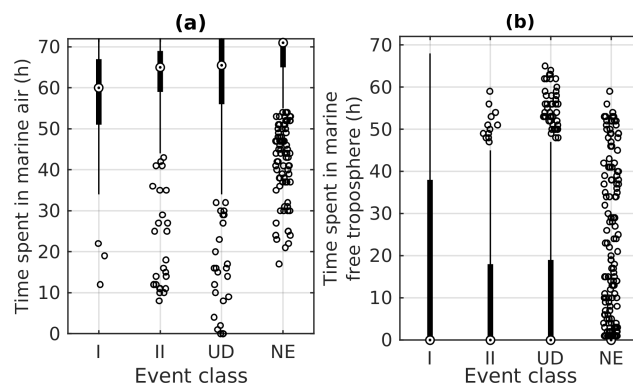 (a)
Time spent in marine air (h)
70
60
50
40
30
20
10
0
I II UD NE
Event class
(b)
Time spent in marine
free troposphere (h)
70
60
50
40
30
20
10
0
I II UD NE
Event class